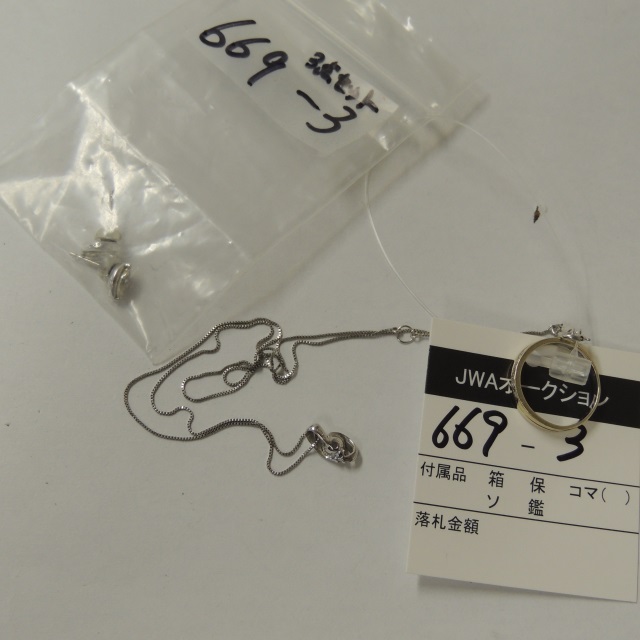 669
-3
3点セット
JWAオークション
669-3
付属品 箱 保 コマ( )
ソ 鑑
落札金額